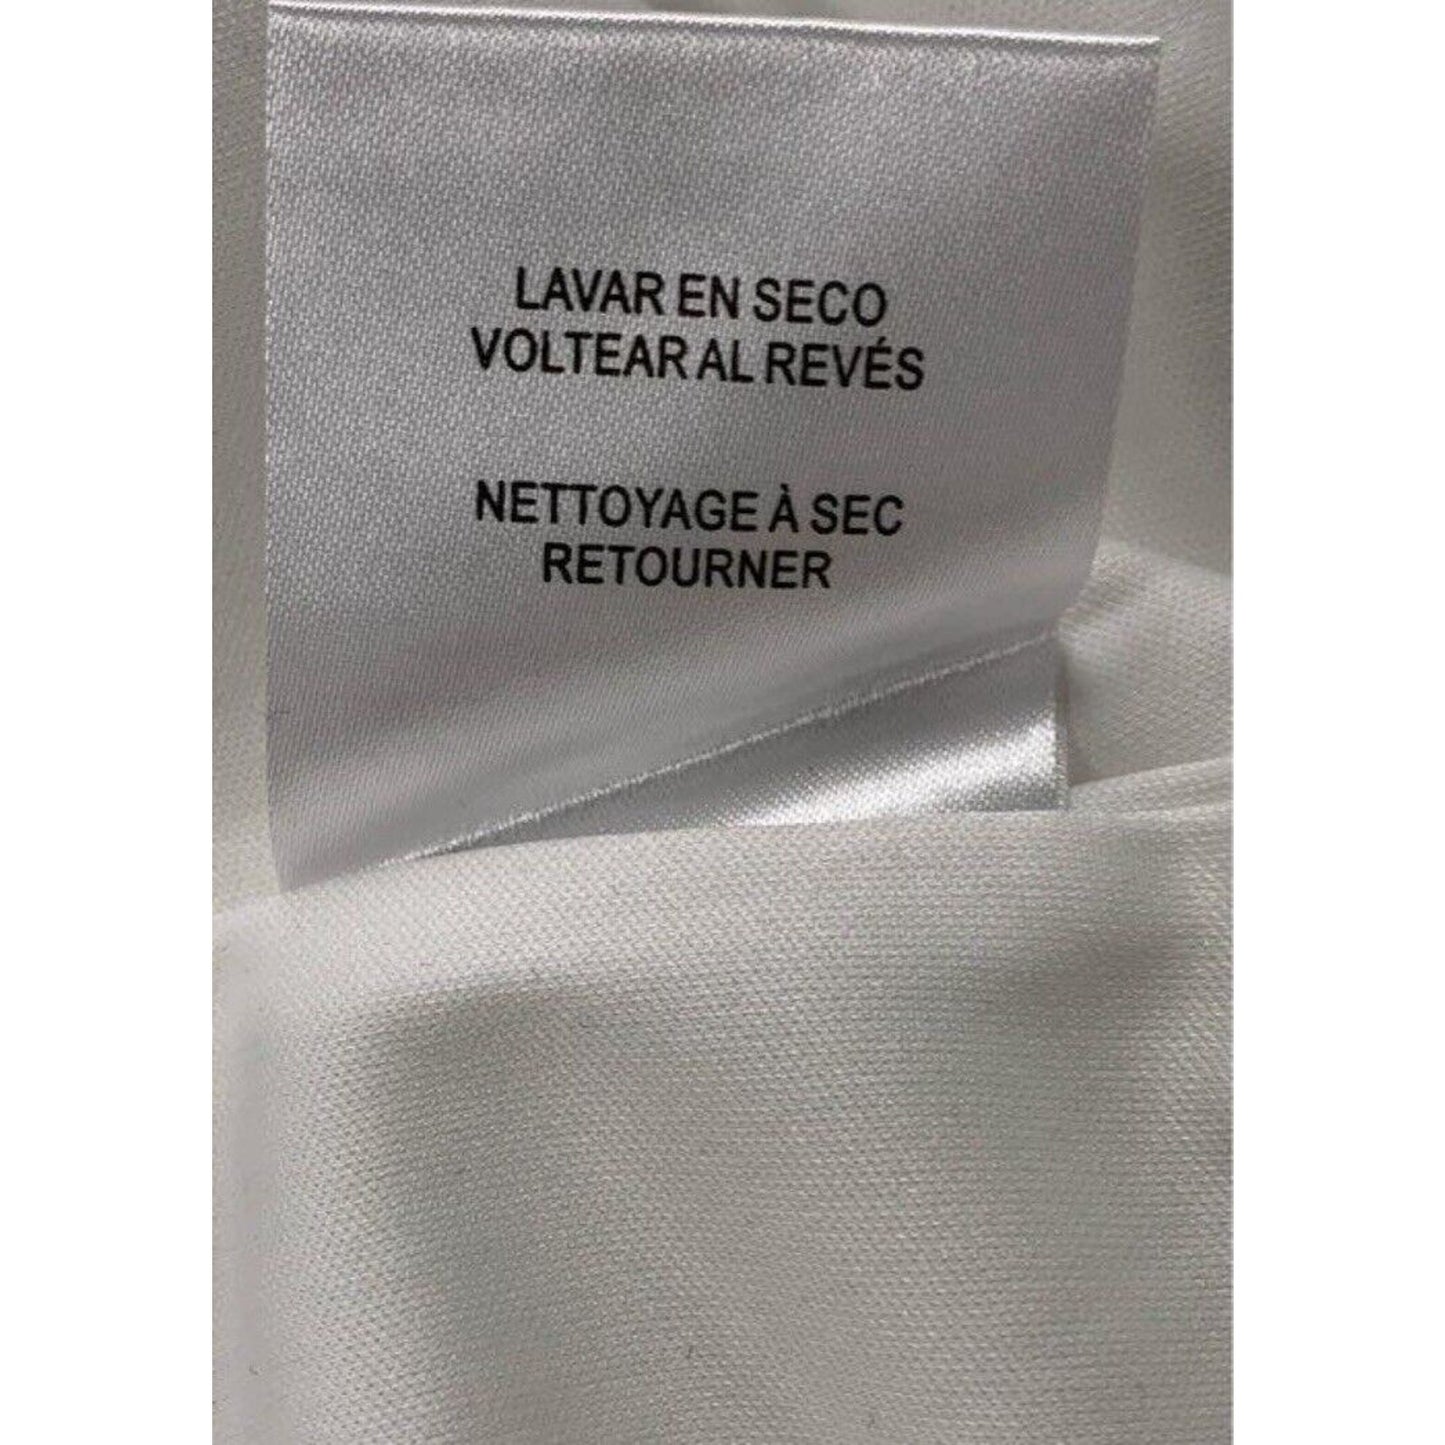 LAVAR EN SECO
VOLTEAR AL REVÉS
NETTOYAGE À SEC
RETOURNER